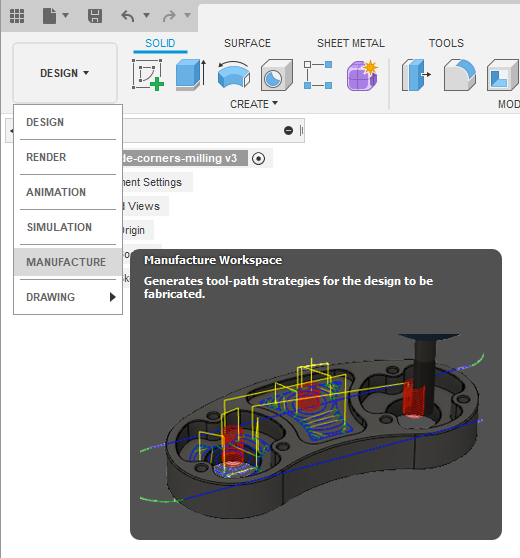 SOLID SURFACE SHEET METAL TOOLS
DESIGN
CREATE
MOD
DESIGN
RENDER
ANIMATION
SIMULATION
MANUFACTURE
DRAWING
de-corners-milling v3
ment Settings
d Views
Origin
Manufacture Workspace
Generates tool-path strategies for the design to be
fabricated.